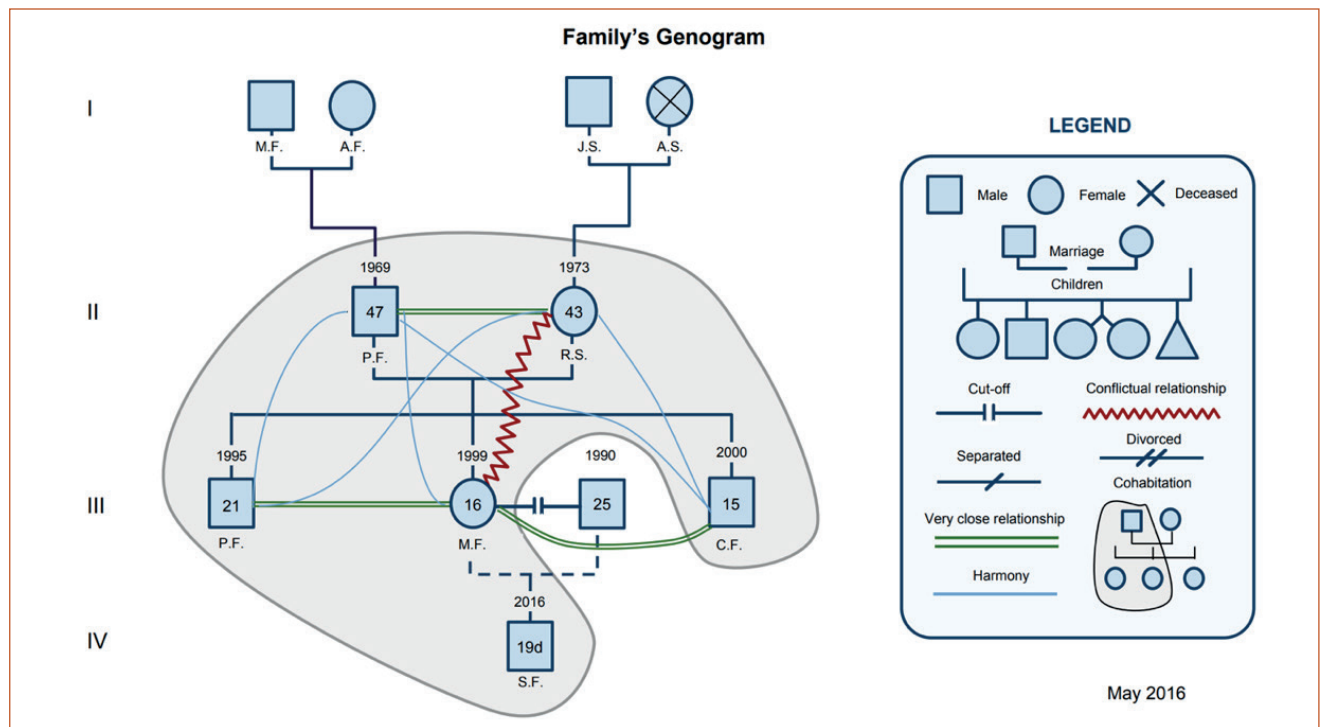 Family's Genogram
I
M.F. A.F. J.S. A.S.
1969 1973
II
47 43
P.F. R.S.
1995 1999 1990 2000
III
21 16 25 15
P.F. M.F. C.F.
2016
IV
19d
S.F.
LEGEND
Male Female Deceased
Marriage
Children
Cut-off Conflictual relationship
Separated Divorced
Cohabitation
Very close relationship
Harmony
May 2016